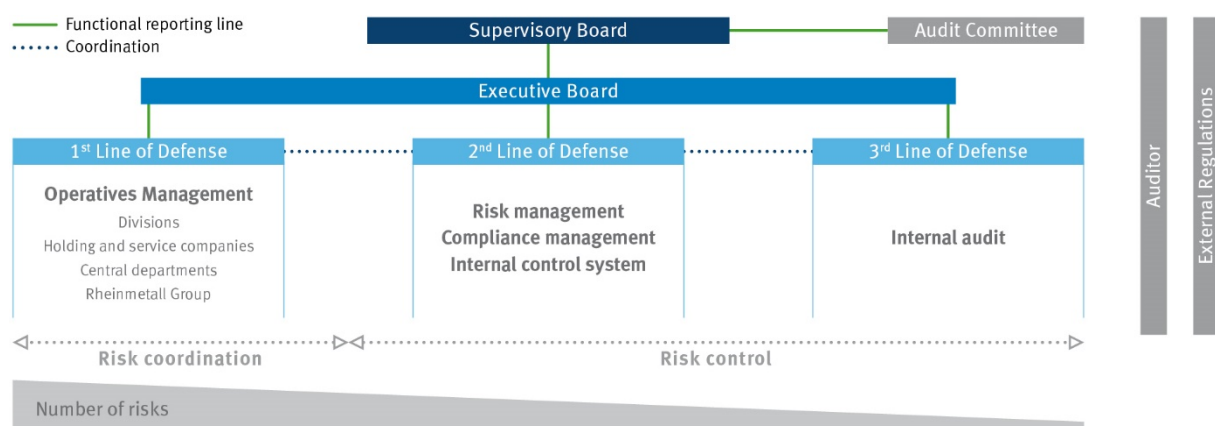 Functional reporting line
Coordination
Supervisory Board
Audit Committee
Executive Board
1st Line of Defense
2nd Line of Defense
3rd Line of Defense
Operatives Management
Divisions
Holding and service companies
Central departments
Rheinmetall Group
Risk management
Compliance management
Internal control system
Internal audit
Risk coordination
Risk control
Number of risks
Auditor
External Regulations